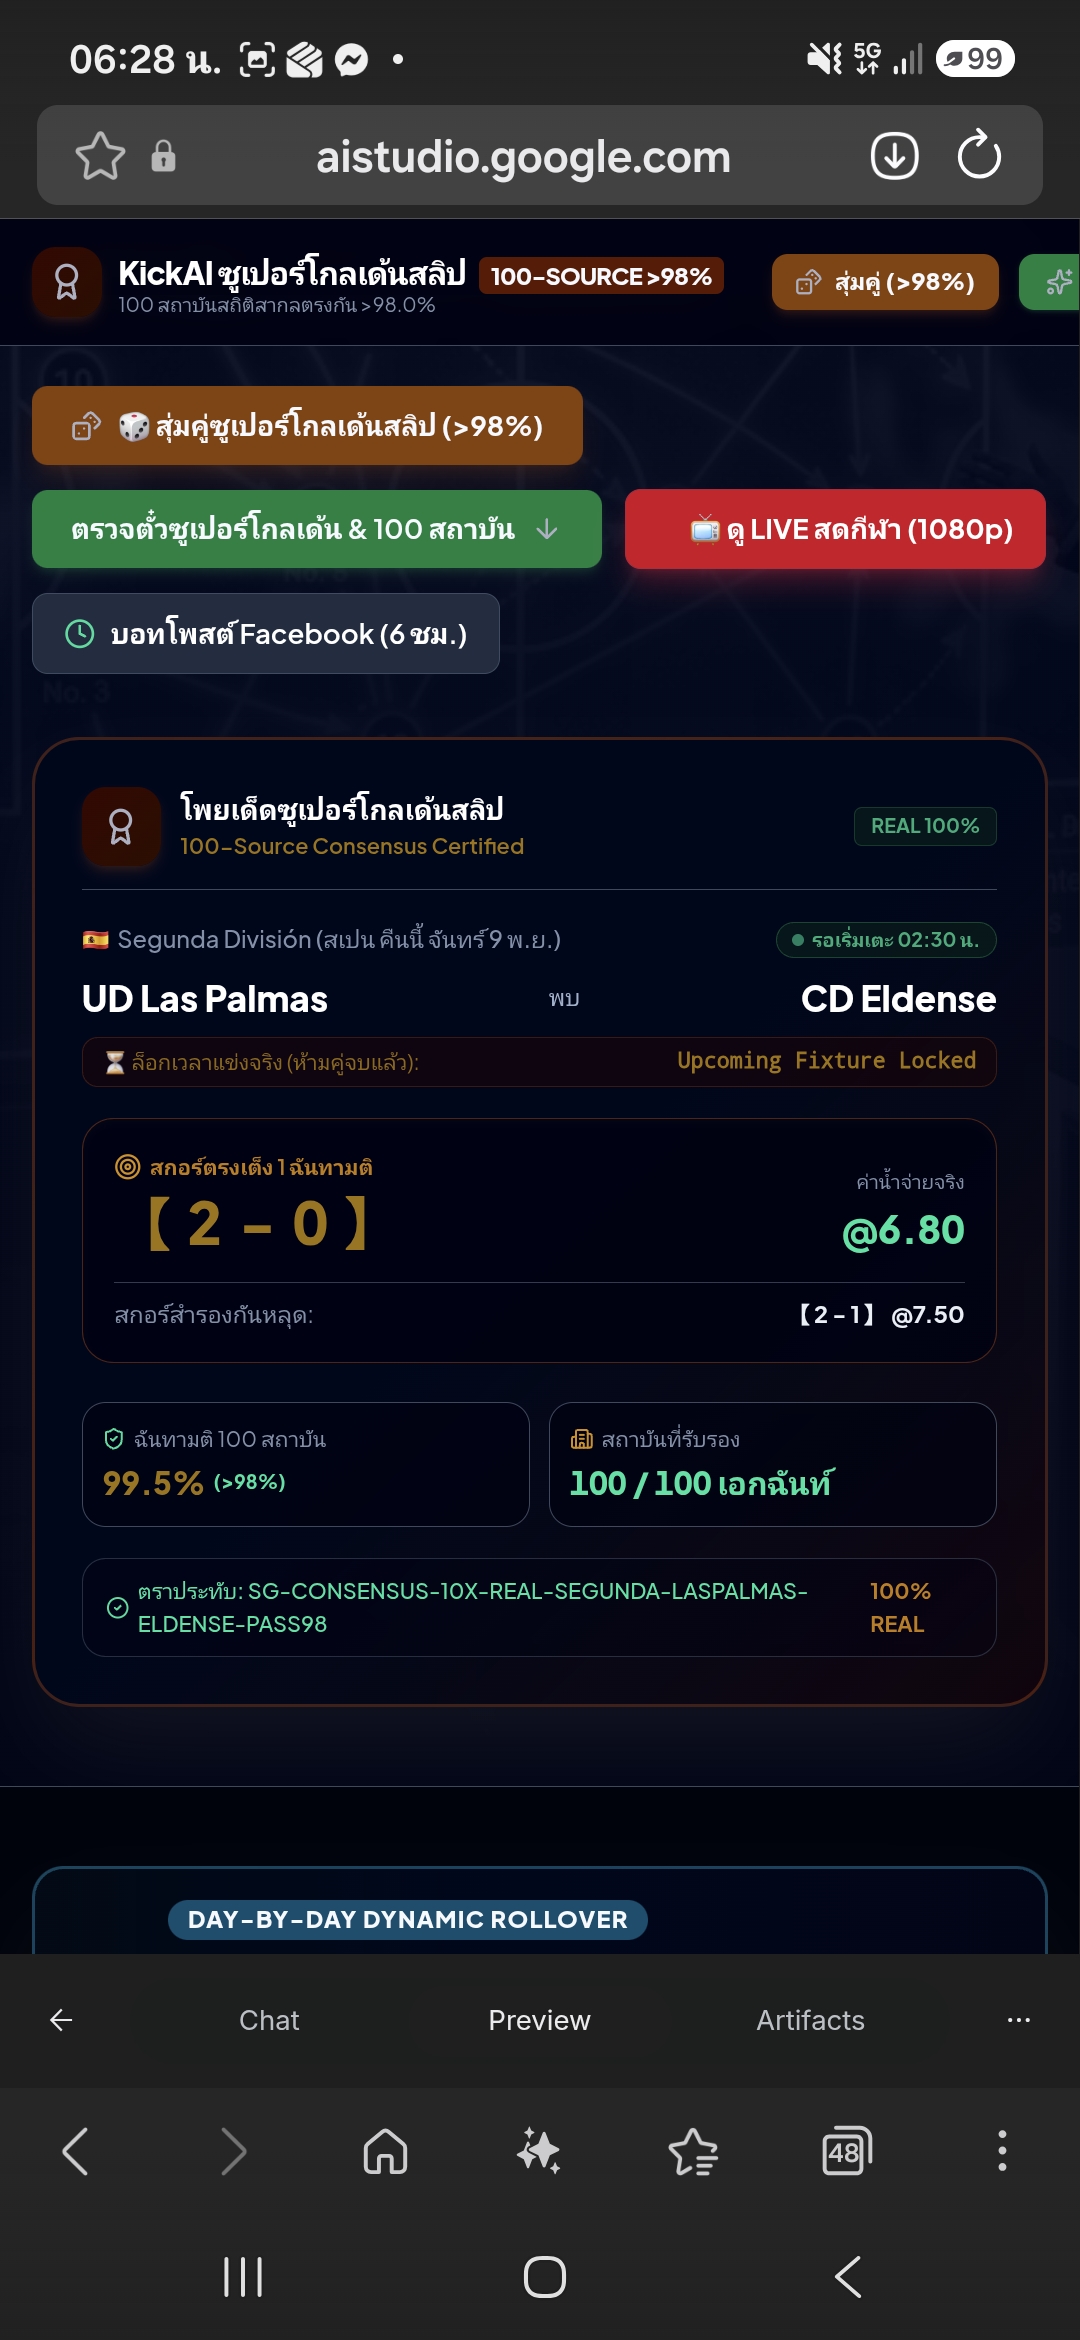 06:28 น.
5G
99
aistudio.google.com
KickAI ซูเปอร์โกลเด้นสลิป 100-SOURCE >98%
100 สถาบันสถิติสากลตรงกัน >98.0%
สุ่มคู่ (>98%)
10
🎲 สุ่มคู่ซูเปอร์โกลเด้นสลิป (>98%)
ตรวจตั๋วซูเปอร์โกลเด้น & 100 สถาบัน
📺 ดู LIVE สดกีฬา (1080p)
บอทโพสต์ Facebook (6 ชม.)
No. 3
โพยเด็ดซูเปอร์โกลเด้นสลิป
100-Source Consensus Certified
REAL 100%
🇪🇸 Segunda División (สเปน คืนนี้ จันทร์ 9 พ.ย.)
รอเริ่มเตะ 02:30 น.
UD Las Palmas พบ CD Eldense
⏳ ล็อกเวลาแข่งจริง (ห้ามคู่จบแล้ว): Upcoming Fixture Locked
สกอร์ตรงเต็ง 1 ฉันทามติ
【 2 - 0 】
ค่าน้ำจ่ายจริง
@6.80
สกอร์สำรองกันหลุด: 【 2 - 1 】 @7.50
ฉันทามติ 100 สถาบัน
99.5% (>98%)
สถาบันที่รับรอง
100 / 100 เอกฉันท์
ตราประทับ: SG-CONSENSUS-10X-REAL-SEGUNDA-LASPALMAS-
ELDENSE-PASS98
100%
REAL
DAY-BY-DAY DYNAMIC ROLLOVER
Chat
Preview
Artifacts
48